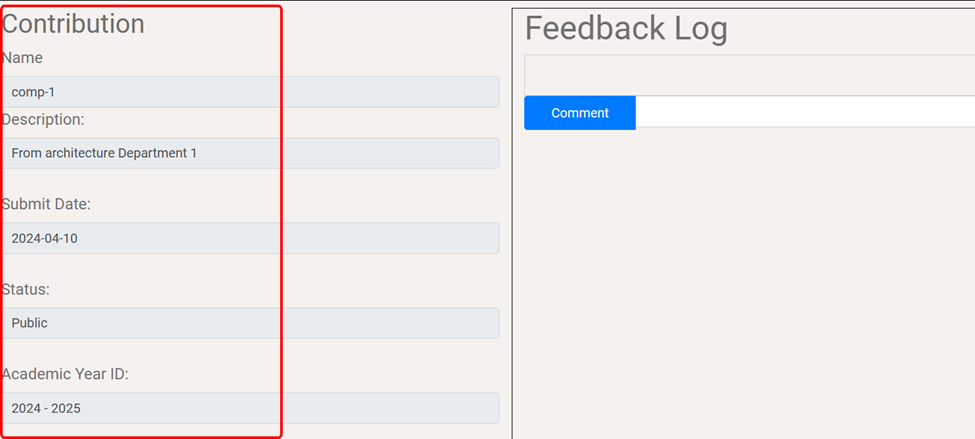 Contribution
Name
comp-1
Description:
From architecture Department 1
Submit Date:
2024-04-10
Status:
Public
Academic Year ID:
2024 - 2025
Feedback Log
Comment